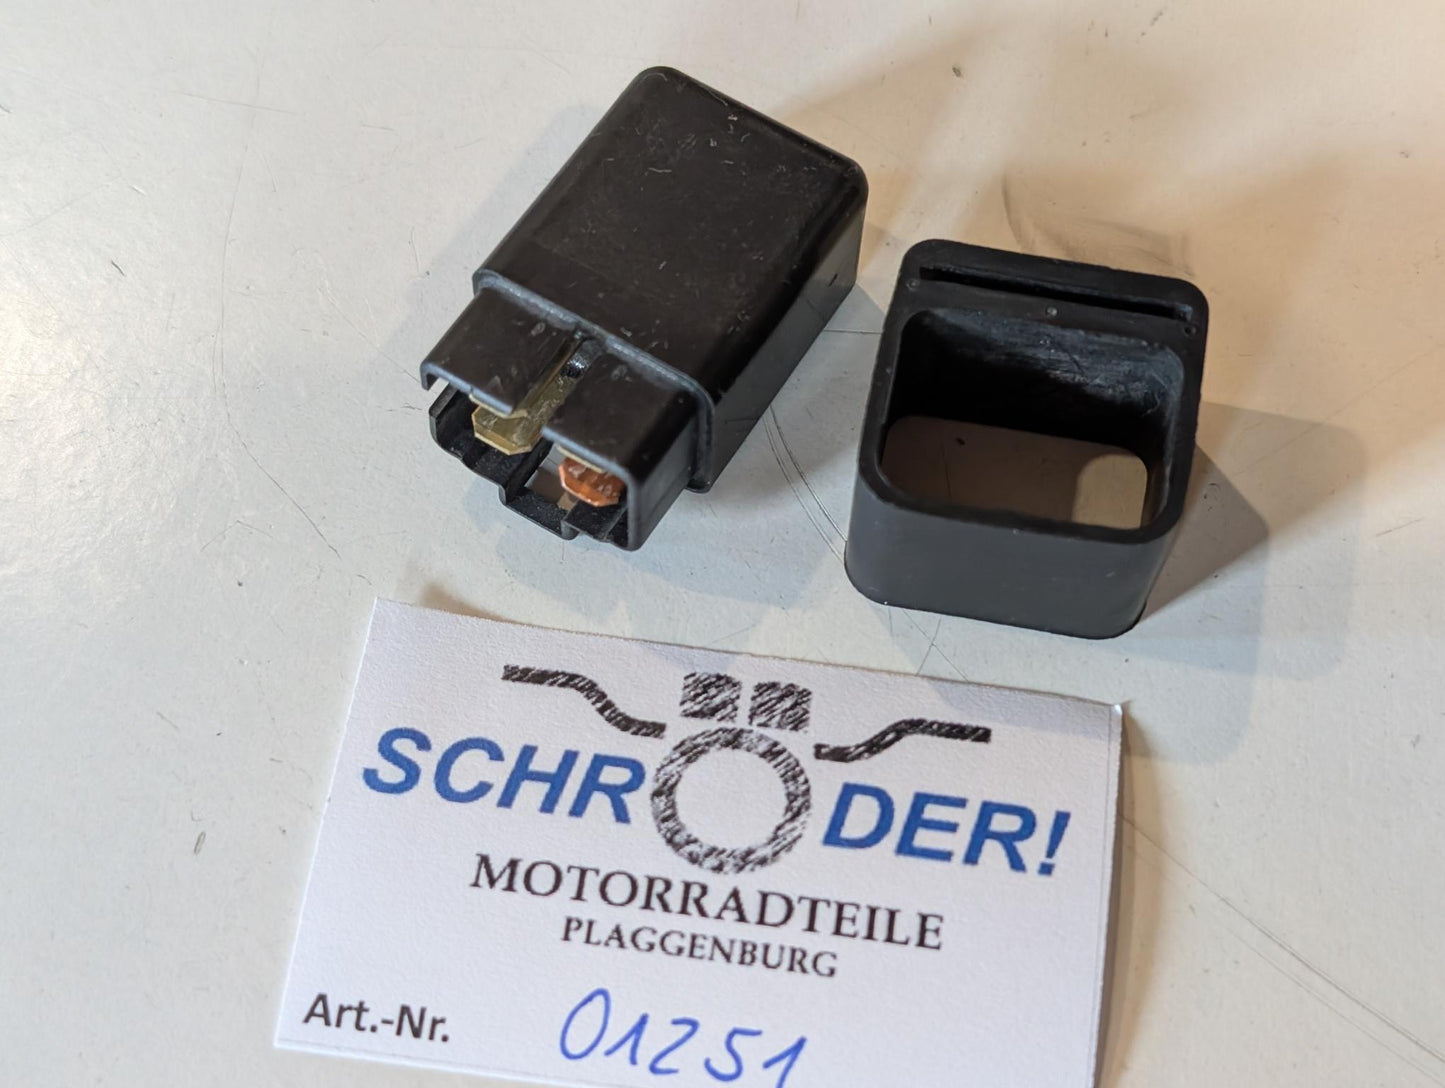 SCHRÖDER!
MOTORRADTEILE
PLAGGENBURG
Art.-Nr. 01251